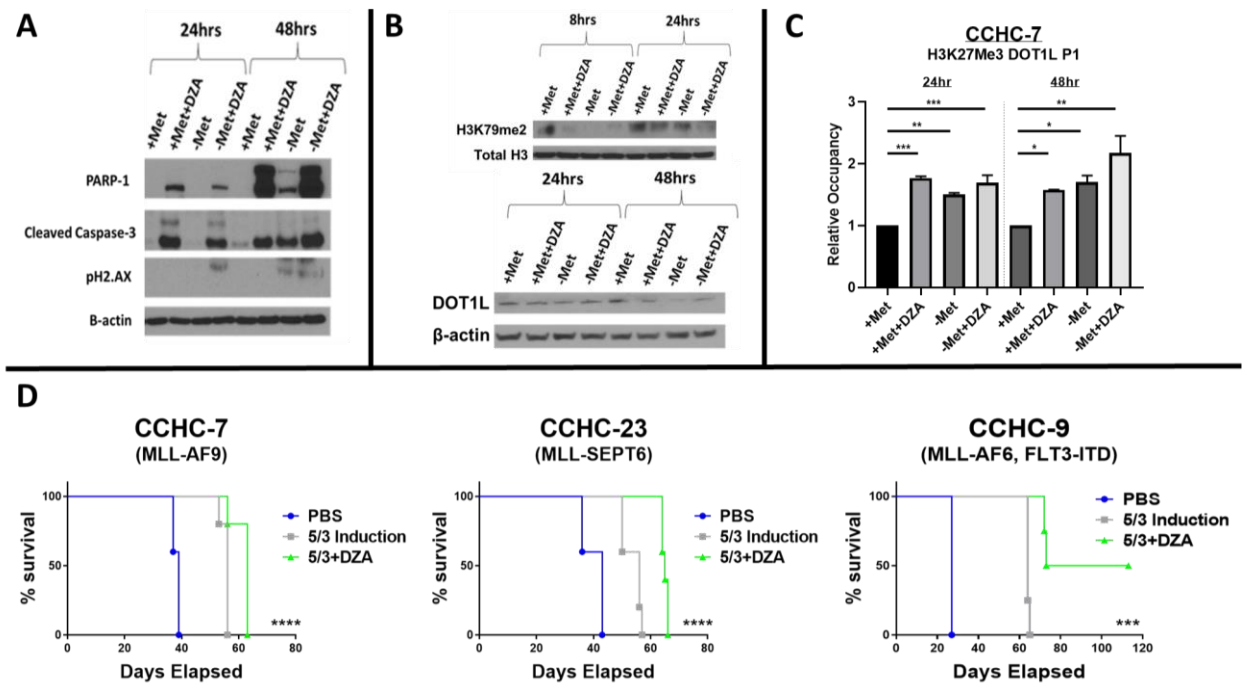 A
24hrs 48hrs
+Met +Met+DZA -Met -Met+DZA +Met +Met+DZA -Met -Met+DZA
PARP-1
Cleaved Caspase-3
pH2.AX
B-actin
B
8hrs 24hrs
+Met +Met+DZA -Met -Met+DZA +Met +Met+DZA -Met -Met+DZA
H3K79me2
Total H3
24hrs 48hrs
+Met +Met+DZA -Met -Met+DZA +Met +Met+DZA -Met -Met+DZA
DOT1L
β-actin
C
CCHC-7
H3K27Me3 DOT1L P1
24hr 48hr
*** **
** *
*** *
Relative Occupancy
3
2
1
0
+Met +Met+DZA -Met -Met+DZA +Met +Met+DZA -Met -Met+DZA
D
CCHC-7
(MLL-AF9)
% survival
100
50
0
PBS
5/3 Induction
5/3+DZA
****
0 20 40 60 80
Days Elapsed
CCHC-23
(MLL-SEPT6)
% survival
100
50
0
PBS
5/3 Induction
5/3+DZA
****
0 20 40 60 80
Days Elapsed
CCHC-9
(MLL-AF6, FLT3-ITD)
% survival
100
50
0
PBS
5/3 Induction
5/3+DZA
***
0 20 40 60 80 100 120
Days Elapsed